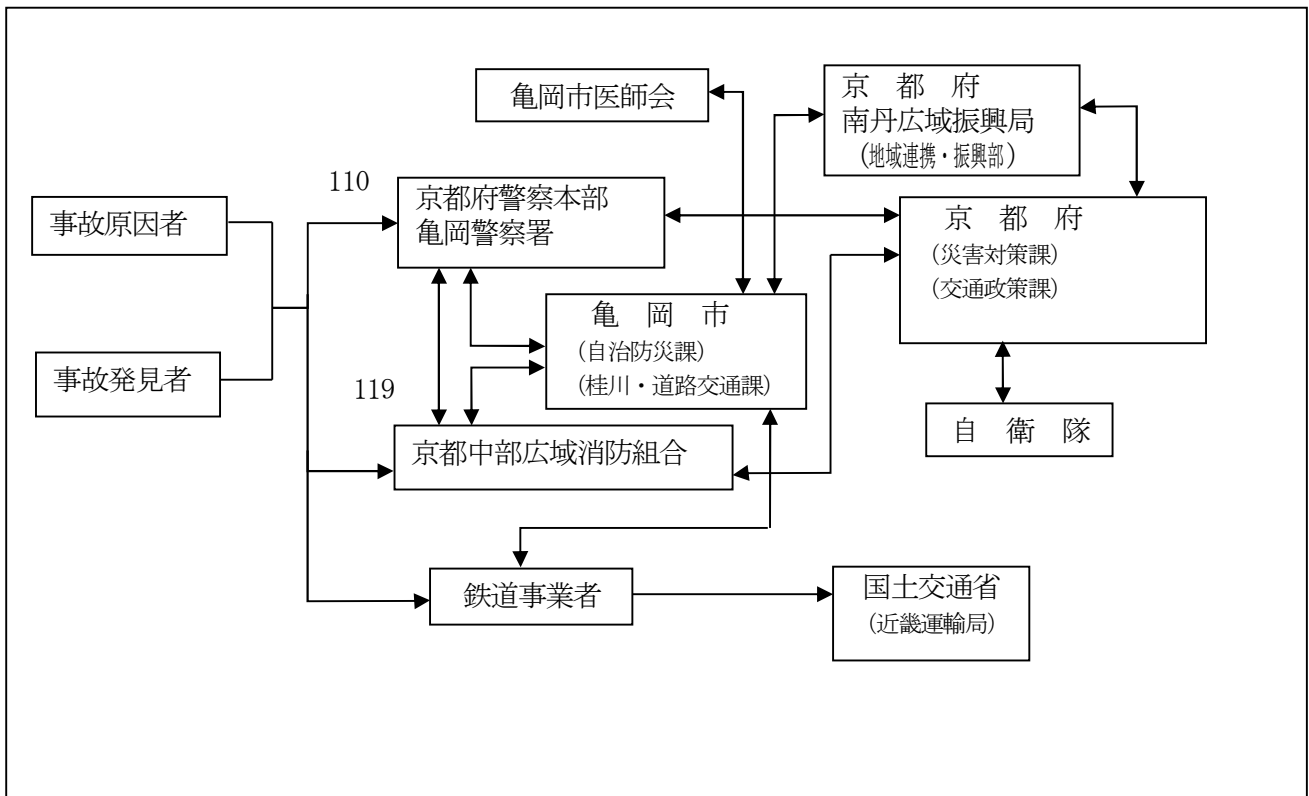 亀岡市医師会
京都府
南丹広域振興局
(地域連携・振興部)
110
京都府警察本部
亀岡警察署
事故原因者
京都府
(災害対策課)
(交通政策課)
亀岡市
(自治防災課)
(桂川・道路交通課)
事故発見者
119
自衛隊
京都中部広域消防組合
鉄道事業者
国土交通省
(近畿運輸局)